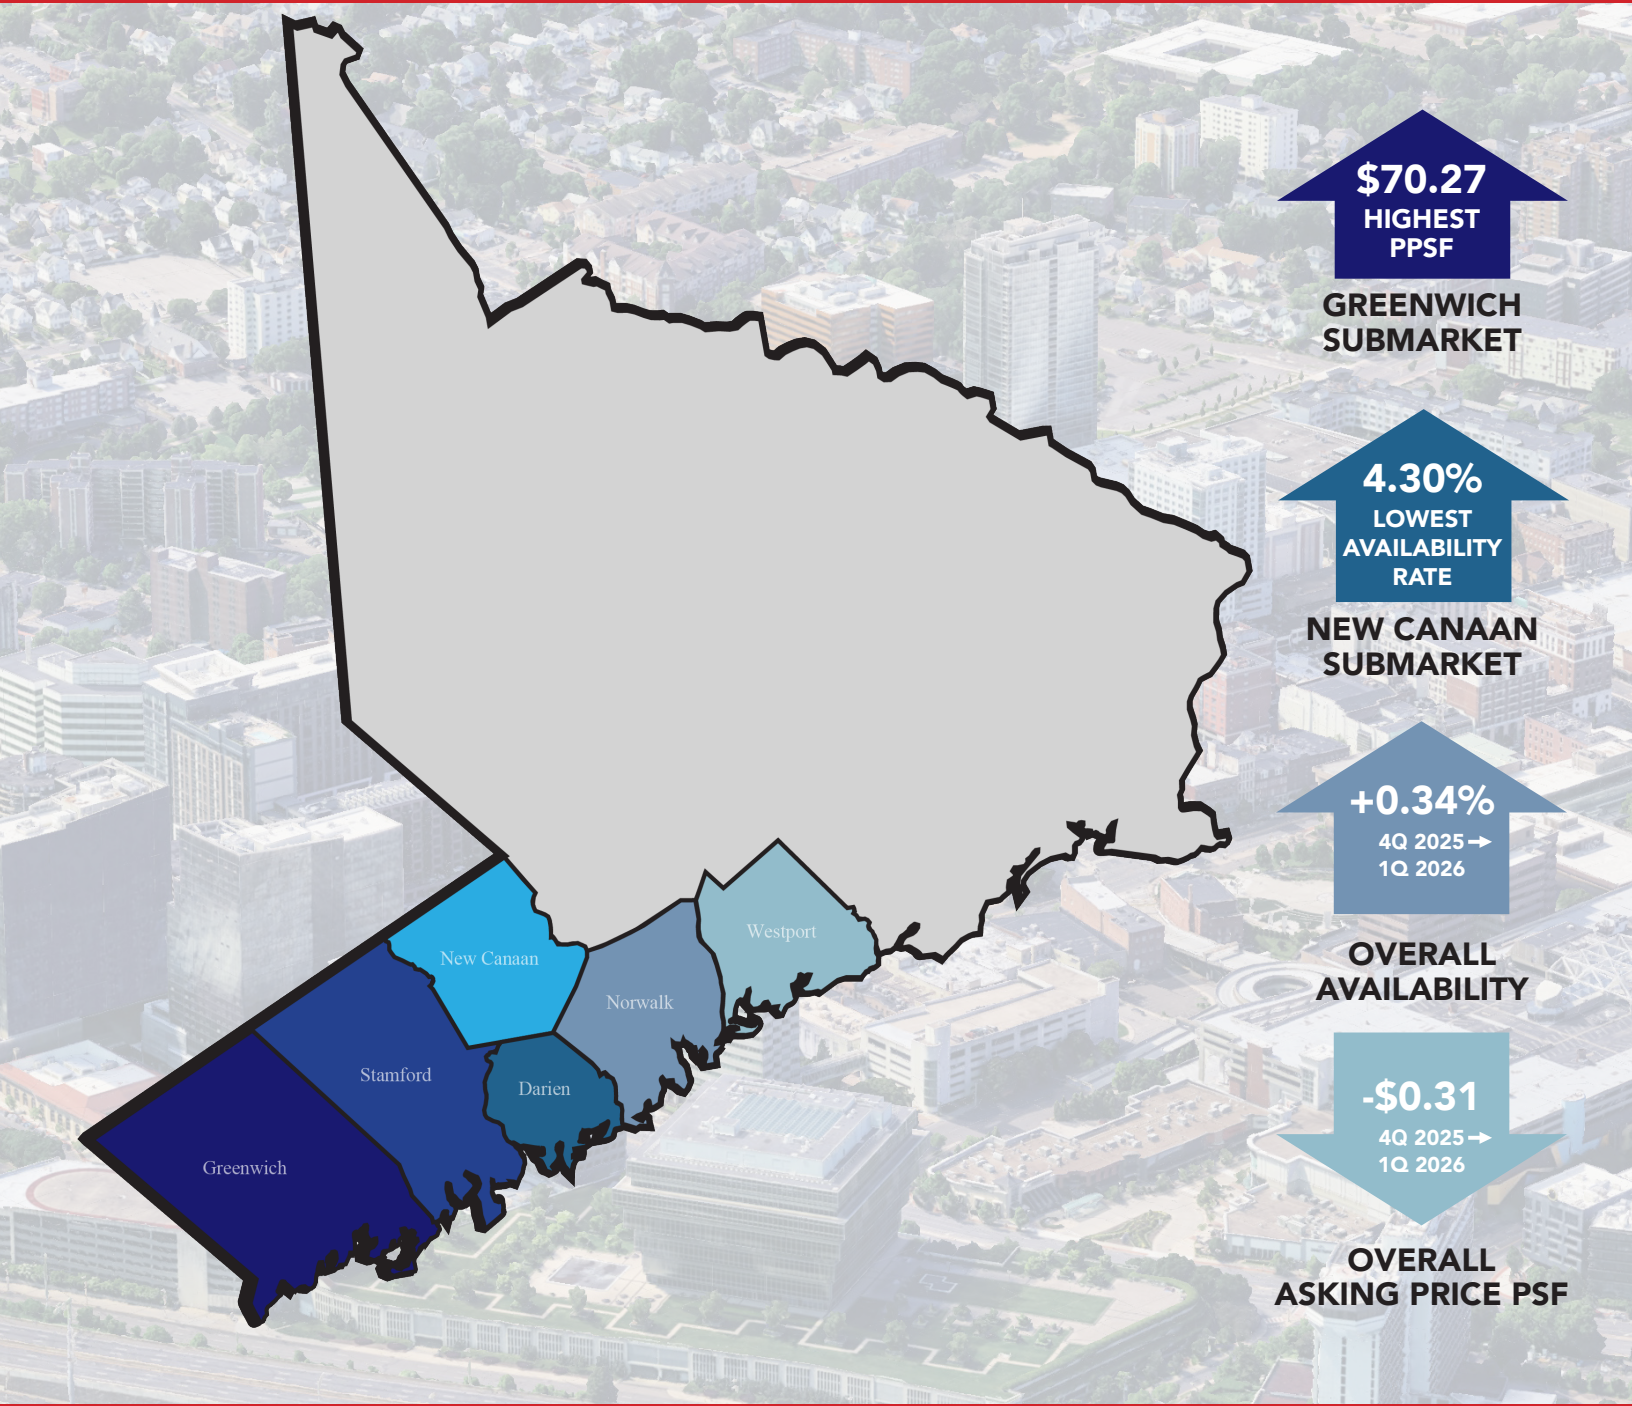 $70.27
HIGHEST
PPSF
GREENWICH
SUBMARKET
4.30%
LOWEST
AVAILABILITY
RATE
NEW CANAAN
SUBMARKET
+0.34%
4Q 2025→
1Q 2026
OVERALL
AVAILABILITY
-$0.31
4Q 2025→
1Q 2026
OVERALL
ASKING PRICE PSF
New Canaan
Westport
Norwalk
Stamford
Darien
Greenwich